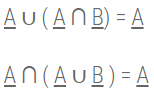 A ∪ ( A ∩ B) = A
A ∩ ( A ∪ B ) = A